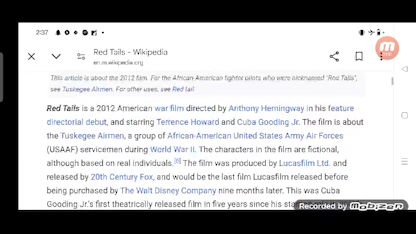 2:37
Red Tails – Wikipedia
en.m.wikipedia.org
This article is about the 2012 film. For the African American fighter pilots who were nicknamed "Red Tails",
see Tuskegee Airmen. For other uses, see Red tail.
Red Tails is a 2012 American war film directed by Anthony Hemingway in his feature
directorial debut, and starring Terrence Howard and Cuba Gooding Jr. The film is about
the Tuskegee Airmen, a group of African-American United States Army Air Forces
(USAAF) servicemen during World War II. The characters in the film are fictional,
although based on real individuals.[6] The film was produced by Lucasfilm Ltd. and
released by 20th Century Fox, and would be the last film Lucasfilm released before
being purchased by The Walt Disney Company nine months later. This was Cuba
Gooding Jr.'s first theatrically released film in five years since his
Recorded by Mobizen